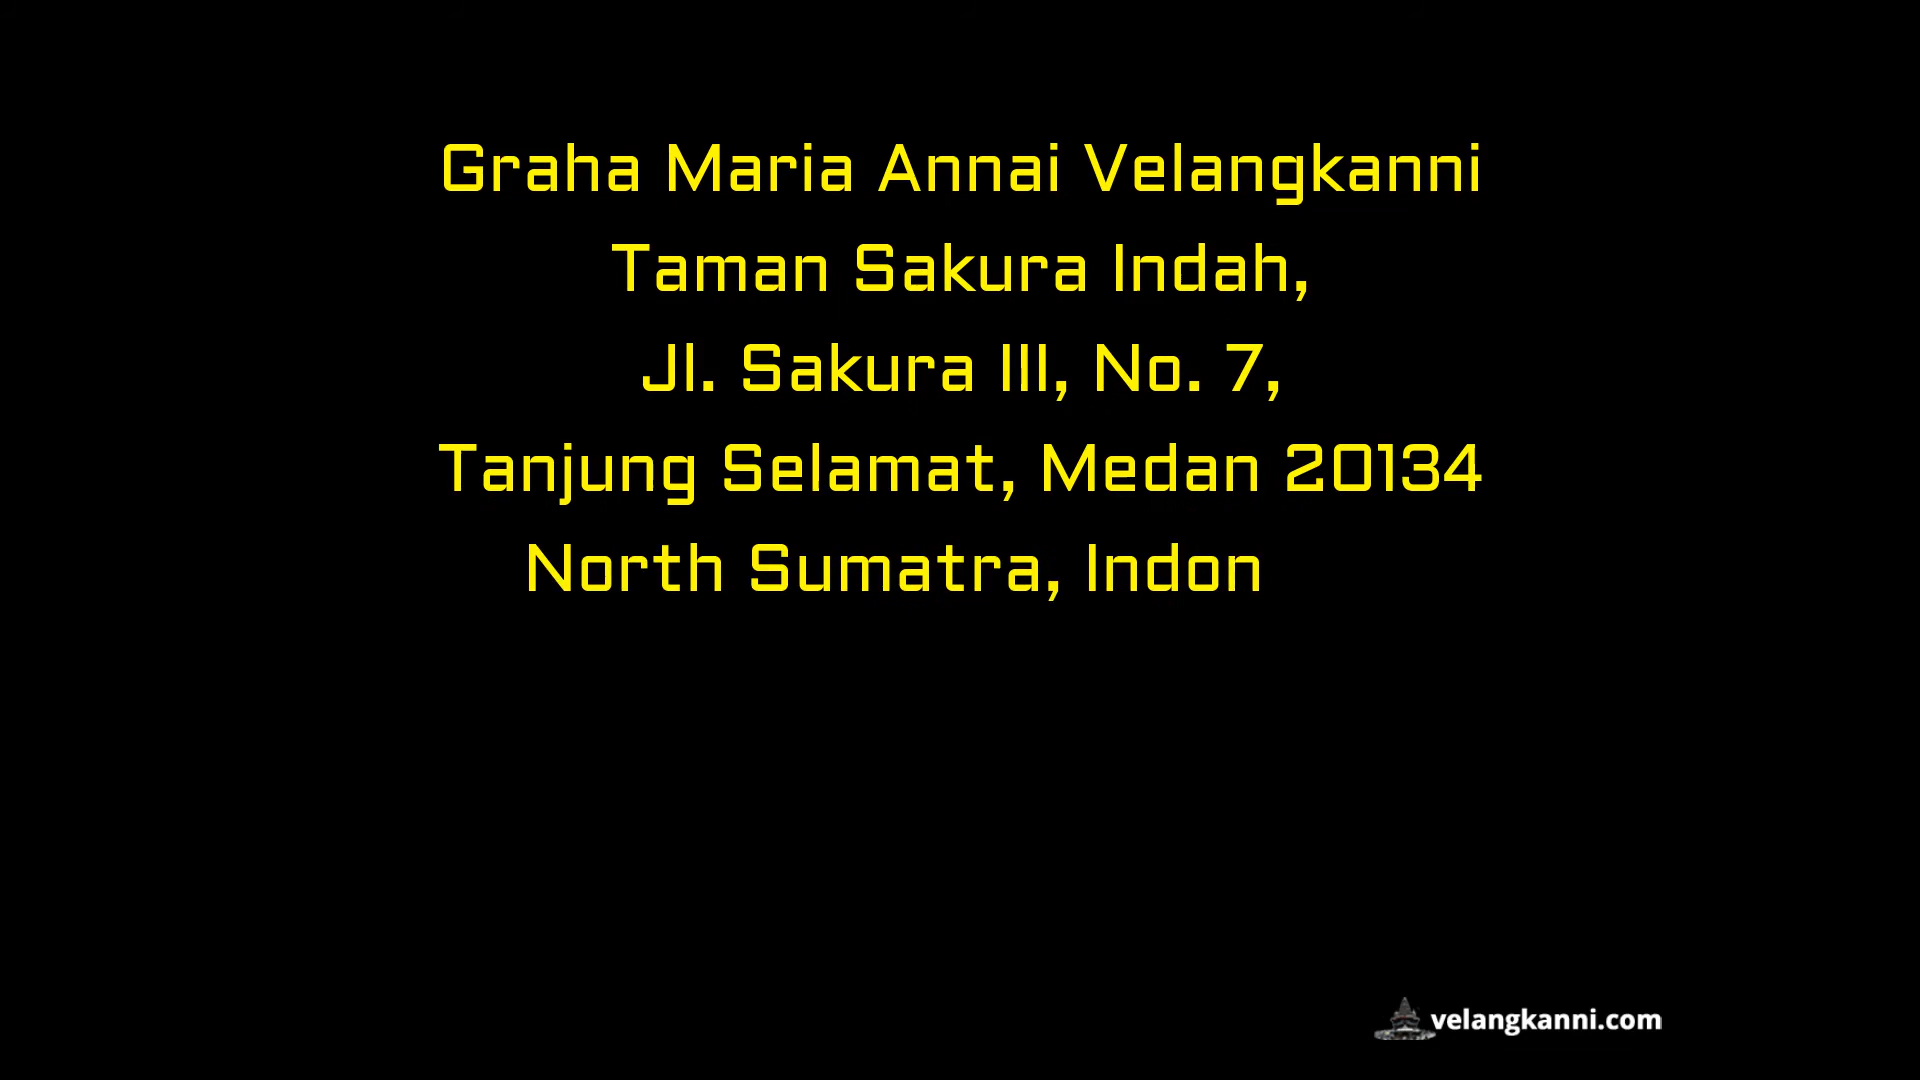 Graha Maria Annai Velangkanni
Taman Sakura Indah,
Jl. Sakura III, No. 7,
Tanjung Selamat, Medan 20134
North Sumatra, Indon
velangkanni.com